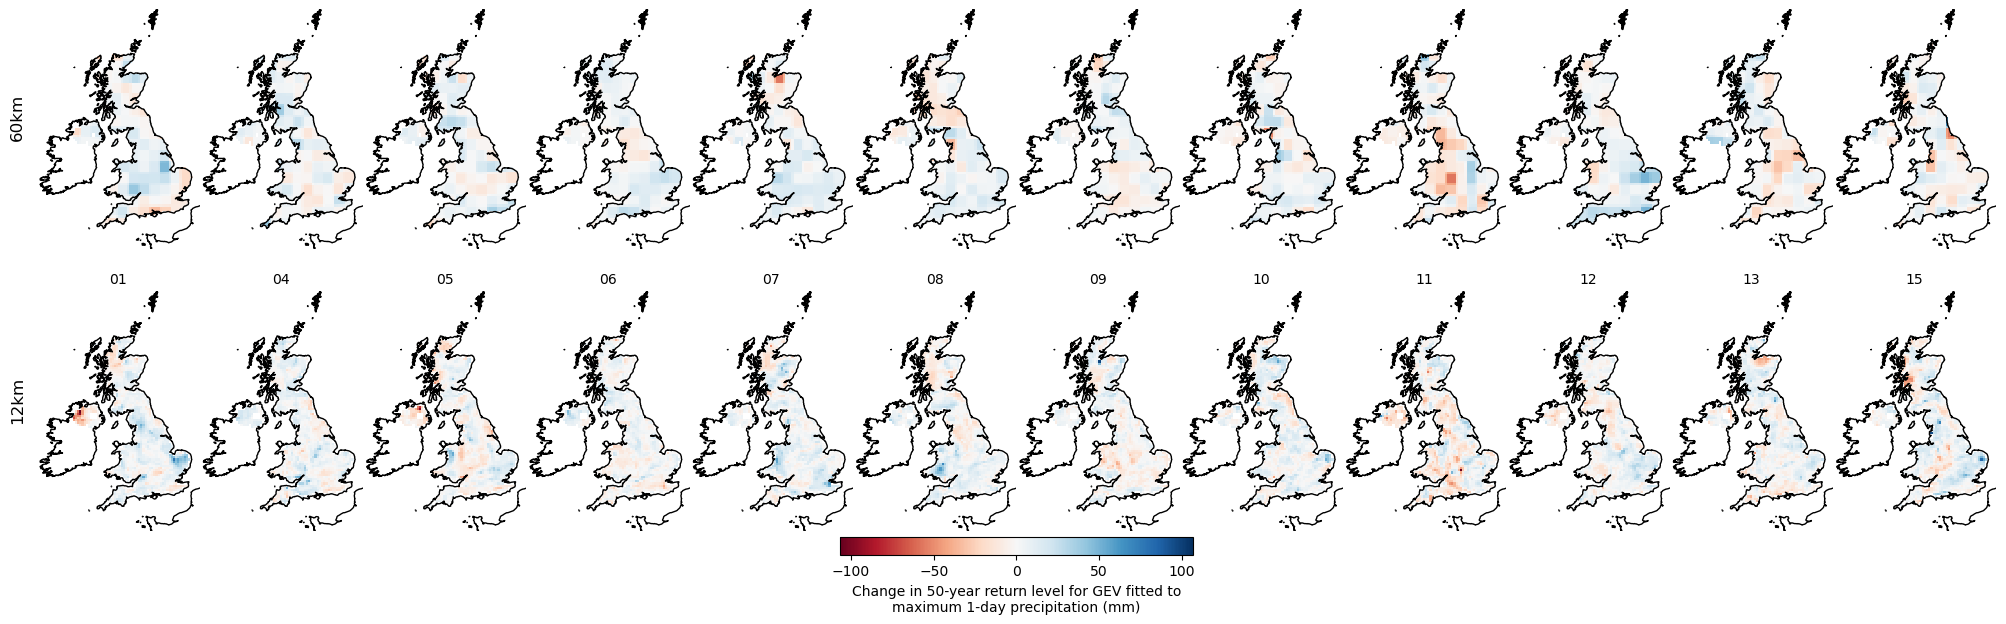 60km
01 04 05 06 07 08 09 10 11 12 13 15
12km
−100 −50 0 50 100
Change in 50-year return level for GEV fitted to
maximum 1-day precipitation (mm)